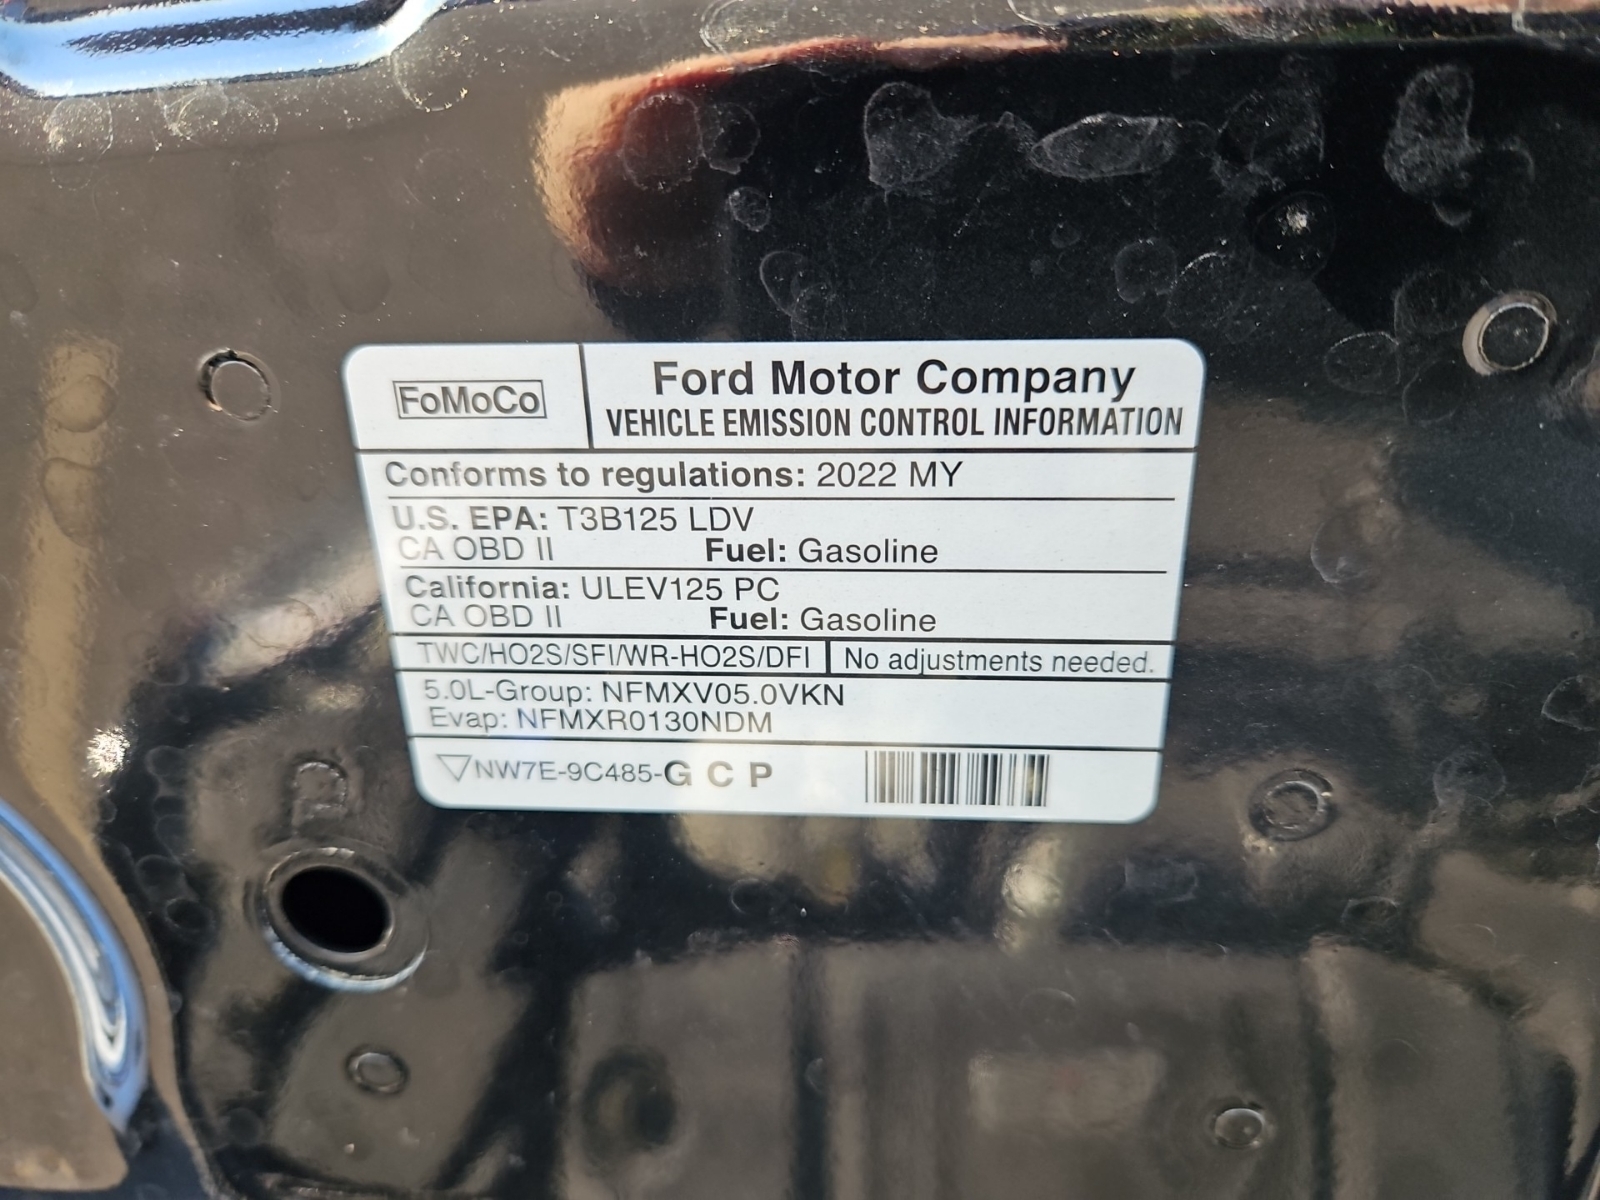 FoMoCo
Ford Motor Company
VEHICLE EMISSION CONTROL INFORMATION
Conforms to regulations: 2022 MY
U.S. EPA: T3B125 LDV
CA OBD II Fuel: Gasoline
California: ULEV125 PC
CA OBD II Fuel: Gasoline
TWC/HO2S/SFI/WR-HO2S/DFI No adjustments needed.
5.0L-Group: NFMXV05.0VKN
Evap: NFMXR0130NDM
NW7E-9C485-G C P